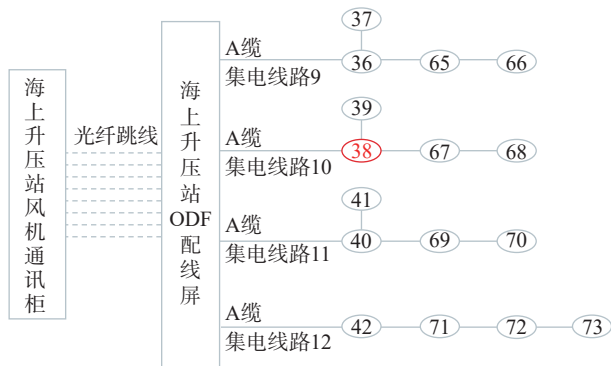 海上升压站风机通讯柜
光纤跳线
海上升压站ODF配线屏
37
A缆
集电线路9
36 65 66
39
A缆
集电线路10
38 67 68
41
A缆
集电线路11
40 69 70
A缆
集电线路12
42 71 72 73